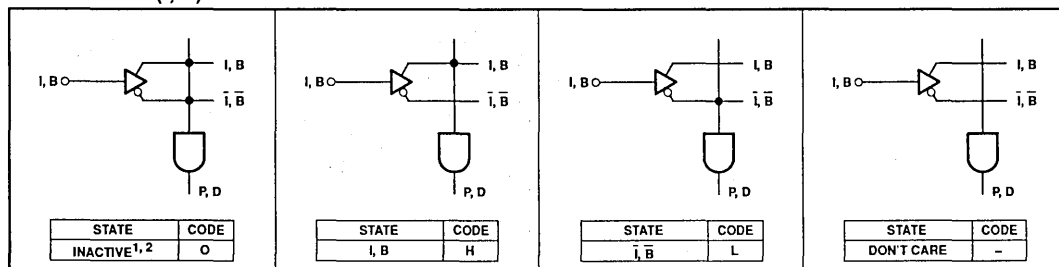 I, B
I, B
I̅, B̅
P, D
STATE CODE
INACTIVE1, 2 O
I, B
I, B
I̅, B̅
P, D
STATE CODE
I, B H
I, B
I, B
I̅, B̅
P, D
STATE CODE
I̅, B̅ L
I, B
I, B
I̅, B̅
P, D
STATE CODE
DON'T CARE –